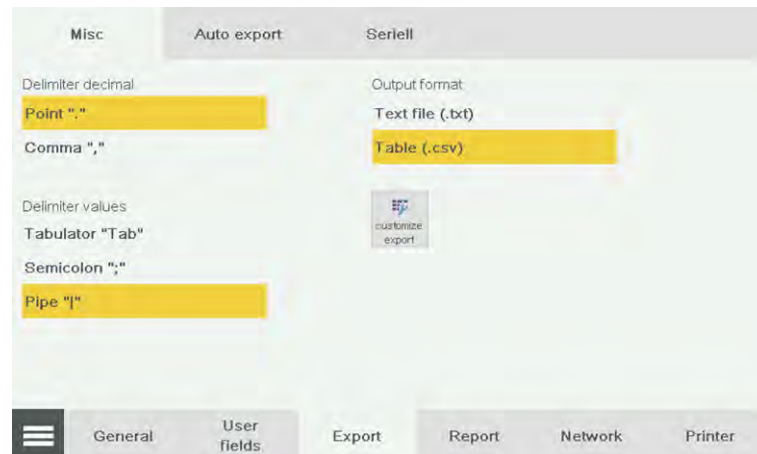 Misc
Auto export
Seriell
Delimiter decimal
Point "."
Comma ","
Delimiter values
Tabulator "Tab"
Semicolon ";"
Pipe "|"
Output format
Text file (.txt)
Table (.csv)
customize
export
General
User
fields
Export
Report
Network
Printer